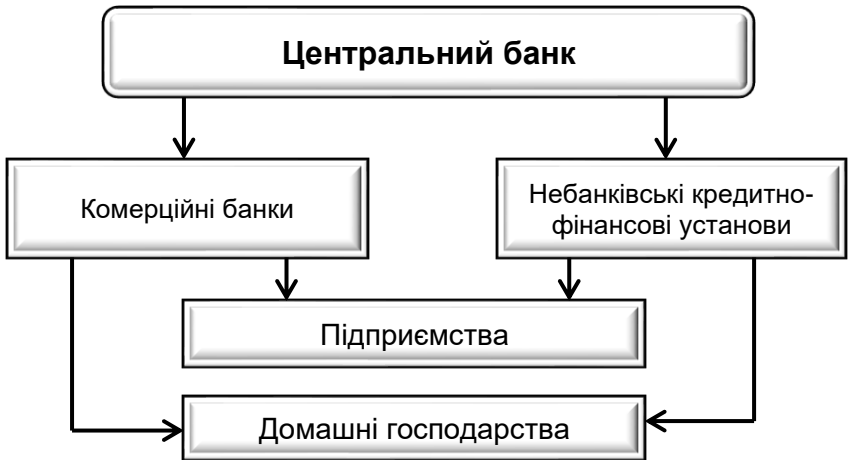 Центральний банк
Комерційні банки
Небанківські кредитно-
фінансові установи
Підприємства
Домашні господарства